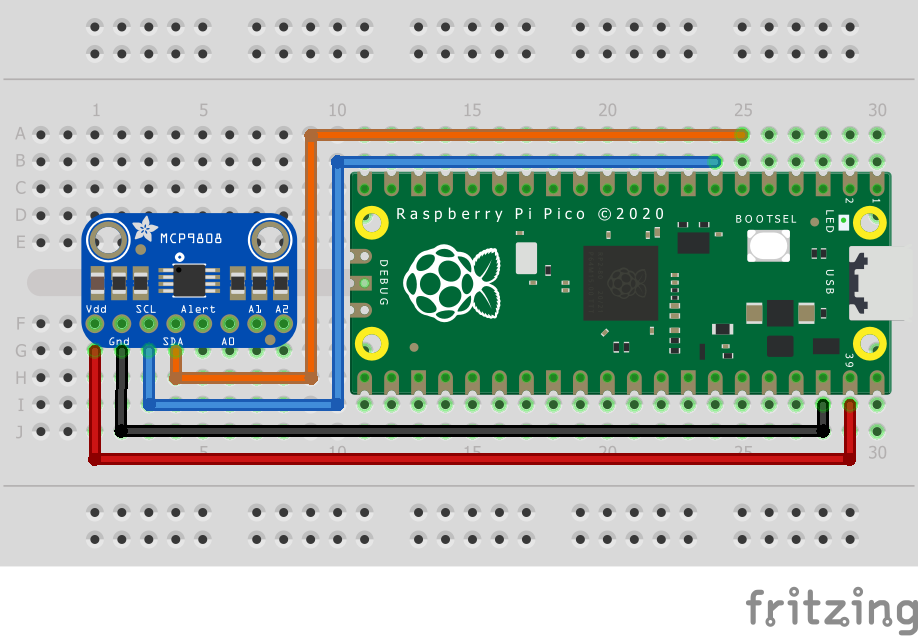 1 5 10 15 20 25 30
A
B
C
D
E
F
G
H
I
J
MCP9808
Vdd SCL Alert A1 A2
Gnd SDA A0
Raspberry Pi Pico ©2020
BOOTSEL
LED
2
1
DEBUG
USB
39
5 10 15 20 25 30
fritzing